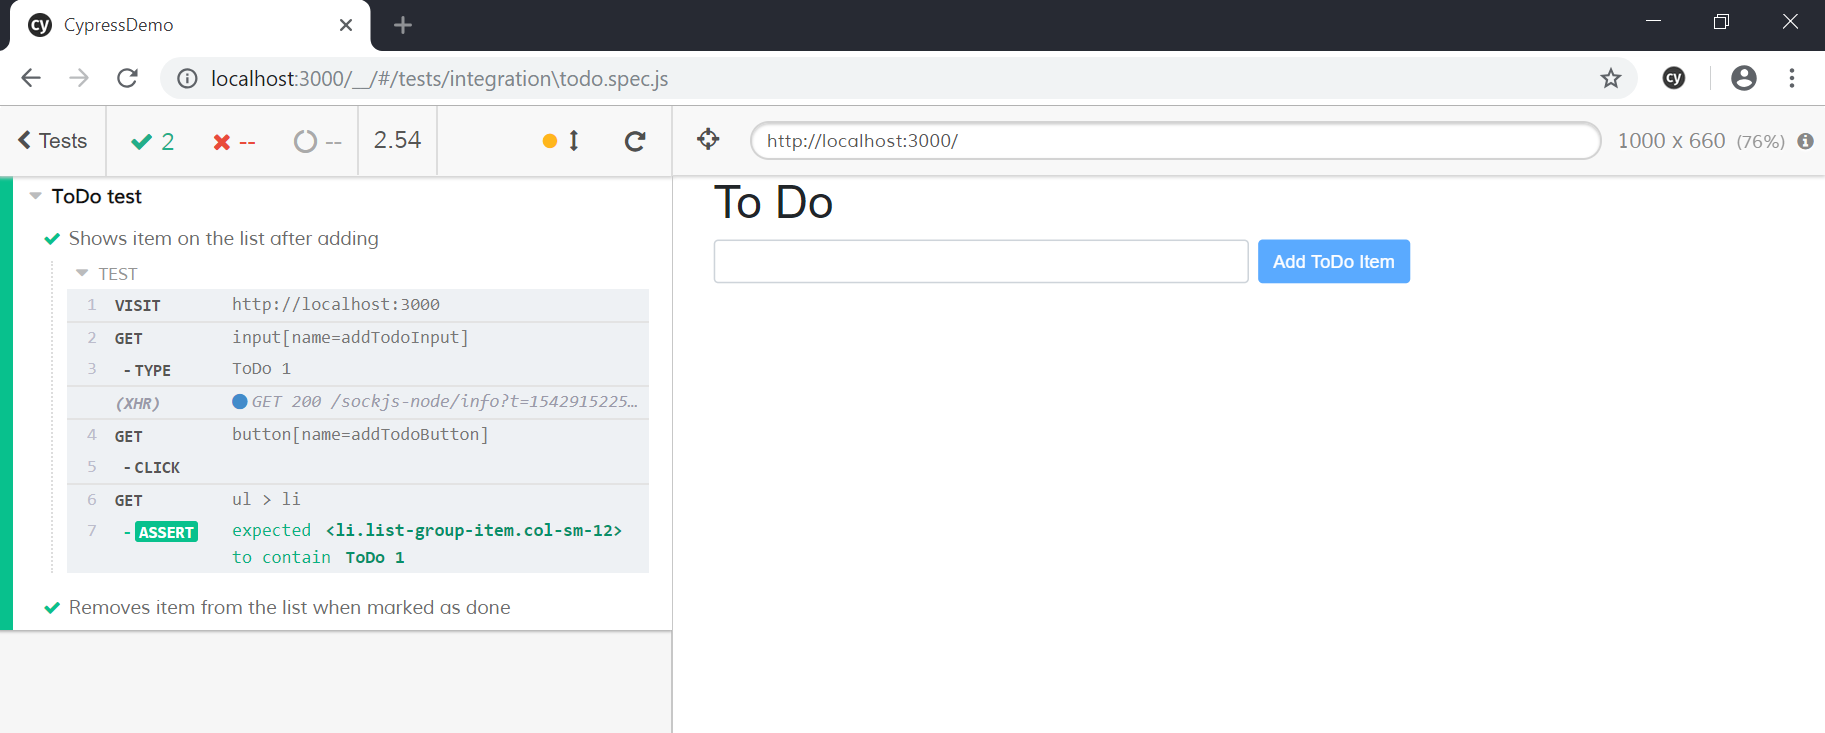 cy CypressDemo
localhost:3000/__/#/tests/integration\todo.spec.js
cy
Tests
2
--
--
2.54
http://localhost:3000/
1000 x 660 (76%)
ToDo test
Shows item on the list after adding
TEST
1 VISIT http://localhost:3000
2 GET input[name=addTodoInput]
3 - TYPE ToDo 1
(XHR) GET 200 /sockjs-node/info?t=1542915225…
4 GET button[name=addTodoButton]
5 - CLICK
6 GET ul > li
7 - ASSERT expected <li.list-group-item.col-sm-12>
to contain ToDo 1
Removes item from the list when marked as done
To Do
Add ToDo Item